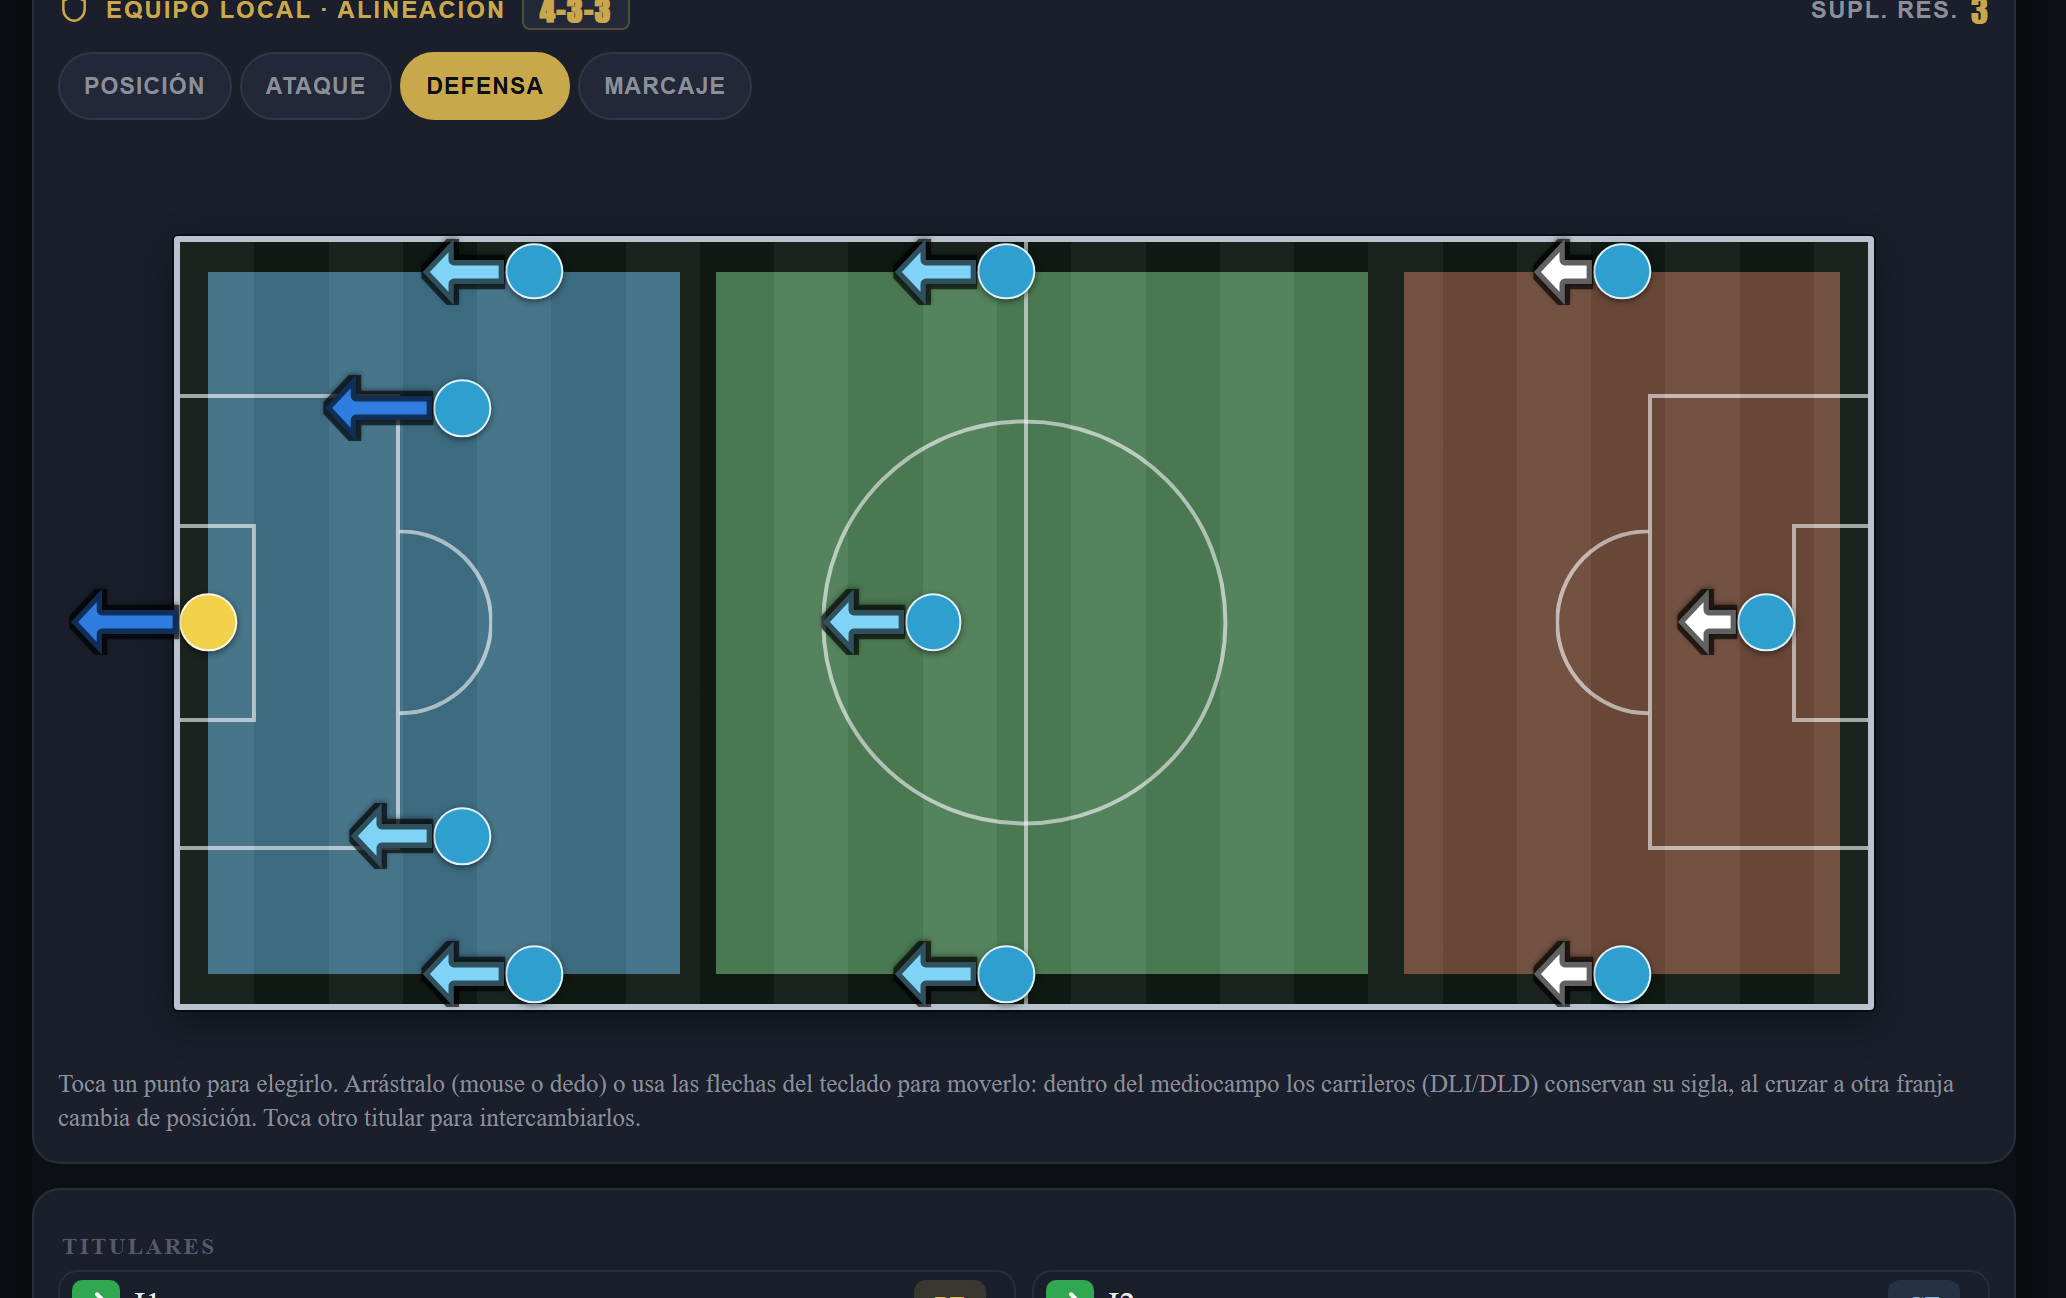 EQUIPO LOCAL · ALINEACIÓN 4-3-3 SUPL. RES. 3
POSICIÓN ATAQUE DEFENSA MARCAJE
Toca un punto para elegirlo. Arrástralo (mouse o dedo) o usa las flechas del teclado para moverlo: dentro del mediocampo los carrileros (DLI/DLD) conservan su sigla, al cruzar a otra franja
cambia de posición. Toca otro titular para intercambiarlos.
TITULARES